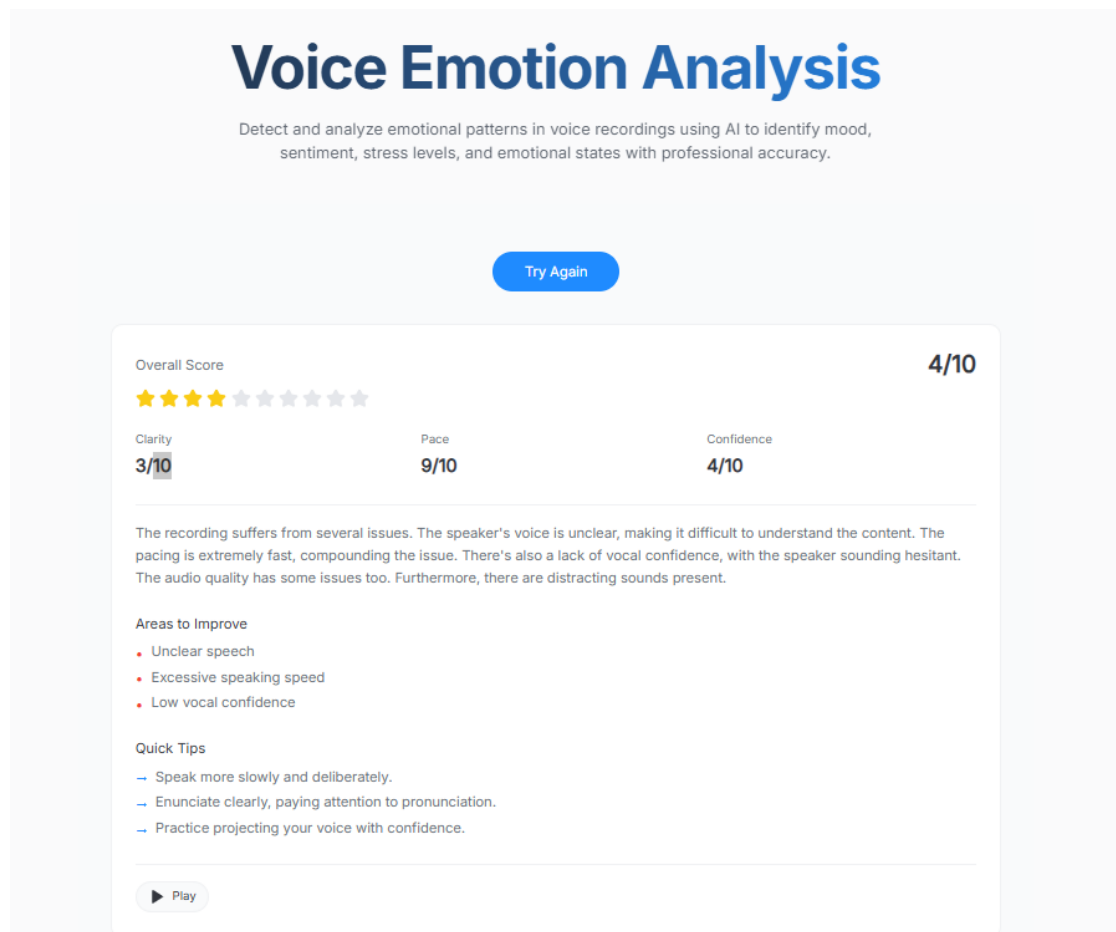 Voice Emotion Analysis
Detect and analyze emotional patterns in voice recordings using AI to identify mood,
sentiment, stress levels, and emotional states with professional accuracy.
Try Again
Overall Score
4/10
Clarity
Pace
Confidence
3/10
9/10
4/10
The recording suffers from several issues. The speaker's voice is unclear, making it difficult to understand the content. The
pacing is extremely fast, compounding the issue. There's also a lack of vocal confidence, with the speaker sounding hesitant.
The audio quality has some issues too. Furthermore, there are distracting sounds present.
Areas to Improve
• Unclear speech
• Excessive speaking speed
• Low vocal confidence
Quick Tips
→ Speak more slowly and deliberately.
→ Enunciate clearly, paying attention to pronunciation.
→ Practice projecting your voice with confidence.
Play